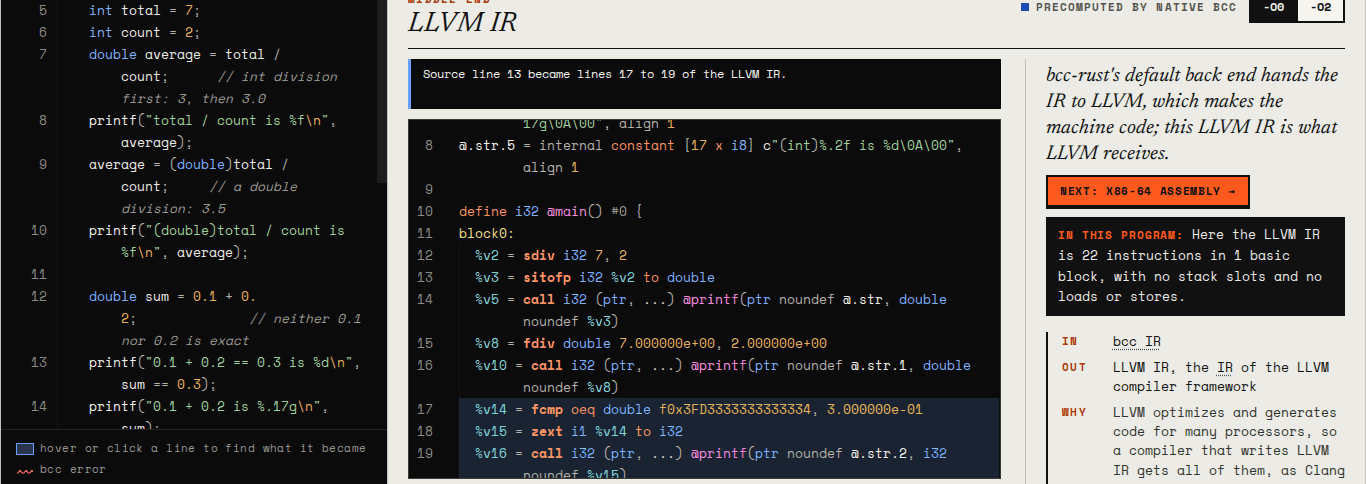 5 int total = 7;
6 int count = 2;
7 double average = total /
count; // int division
first: 3, then 3.0
8 printf("total / count is %f\n",
average);
9 average = (double)total /
count; // a double
division: 3.5
10 printf("(double)total / count is
%f\n", average);
11
12 double sum = 0.1 + 0.
2; // neither 0.1
nor 0.2 is exact
13 printf("0.1 + 0.2 == 0.3 is %d\n",
sum == 0.3);
14 printf("0.1 + 0.2 is %.17g\n",
sum);
hover or click a line to find what it became
bcc error
MIDDLE END
LLVM IR
PRECOMPUTED BY NATIVE BCC
-O0 -O2
Source line 13 became lines 17 to 19 of the LLVM IR.
17g\0A\00", align 1
8 @.str.5 = internal constant [17 x i8] c"(int)%.2f is %d\0A\00",
align 1
9
10 define i32 @main() #0 {
11 block0:
12 %v2 = sdiv i32 7, 2
13 %v3 = sitofp i32 %v2 to double
14 %v5 = call i32 (ptr, ...) @printf(ptr noundef @.str, double
noundef %v3)
15 %v8 = fdiv double 7.000000e+00, 2.000000e+00
16 %v10 = call i32 (ptr, ...) @printf(ptr noundef @.str.1, double
noundef %v8)
17 %v14 = fcmp oeq double f0x3FD3333333333334, 3.000000e-01
18 %v15 = zext i1 %v14 to i32
19 %v16 = call i32 (ptr, ...) @printf(ptr noundef @.str.2, i32
noundef %v15)
bcc-rust's default back end hands the
IR to LLVM, which makes the
machine code; this LLVM IR is what
LLVM receives.
NEXT: X86-64 ASSEMBLY →
IN THIS PROGRAM: Here the LLVM IR
is 22 instructions in 1 basic
block, with no stack slots and no
loads or stores.
IN bcc IR
OUT LLVM IR, the IR of the LLVM
compiler framework
WHY LLVM optimizes and generates
code for many processors, so
a compiler that writes LLVM
IR gets all of them, as Clang